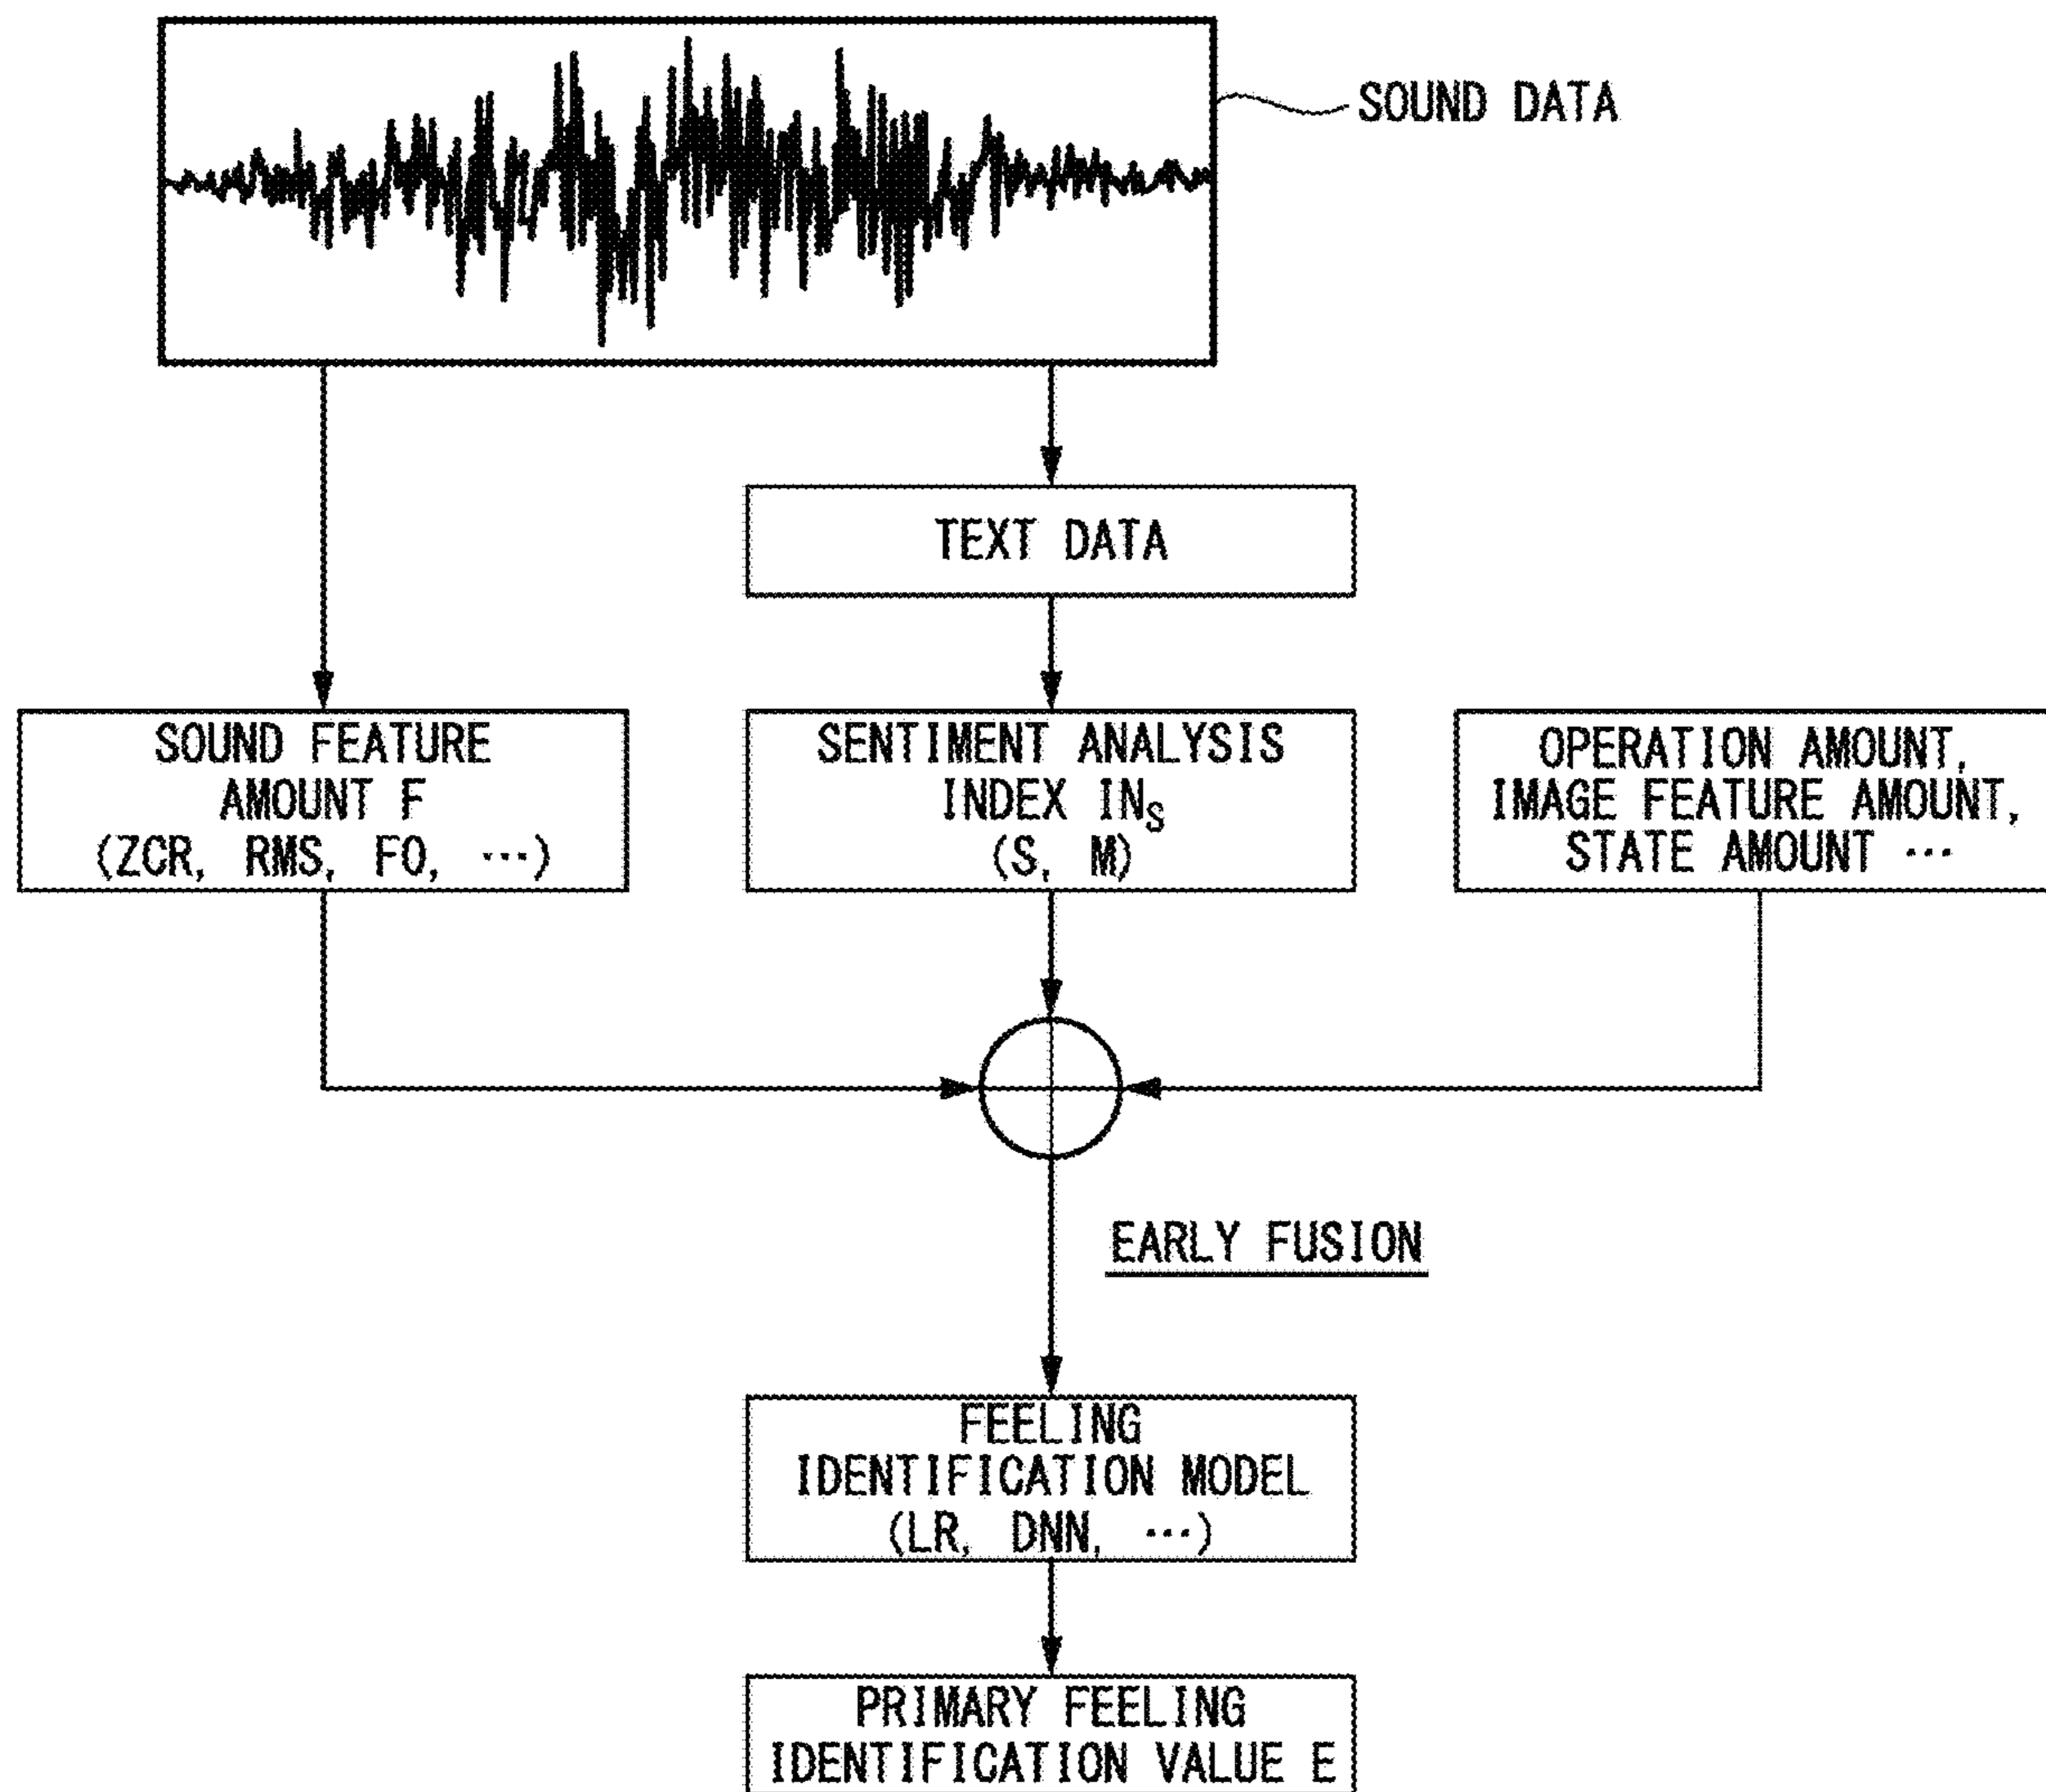 SOUND DATA
TEXT DATA
SOUND FEATURE
AMOUNT F
(ZCR, RMS, F0, ⋯)
SENTIMENT ANALYSIS
INDEX INS
(S, M)
OPERATION AMOUNT,
IMAGE FEATURE AMOUNT,
STATE AMOUNT ⋯
EARLY FUSION
FEELING
IDENTIFICATION MODEL
(LR, DNN, ⋯)
PRIMARY FEELING
IDENTIFICATION VALUE E